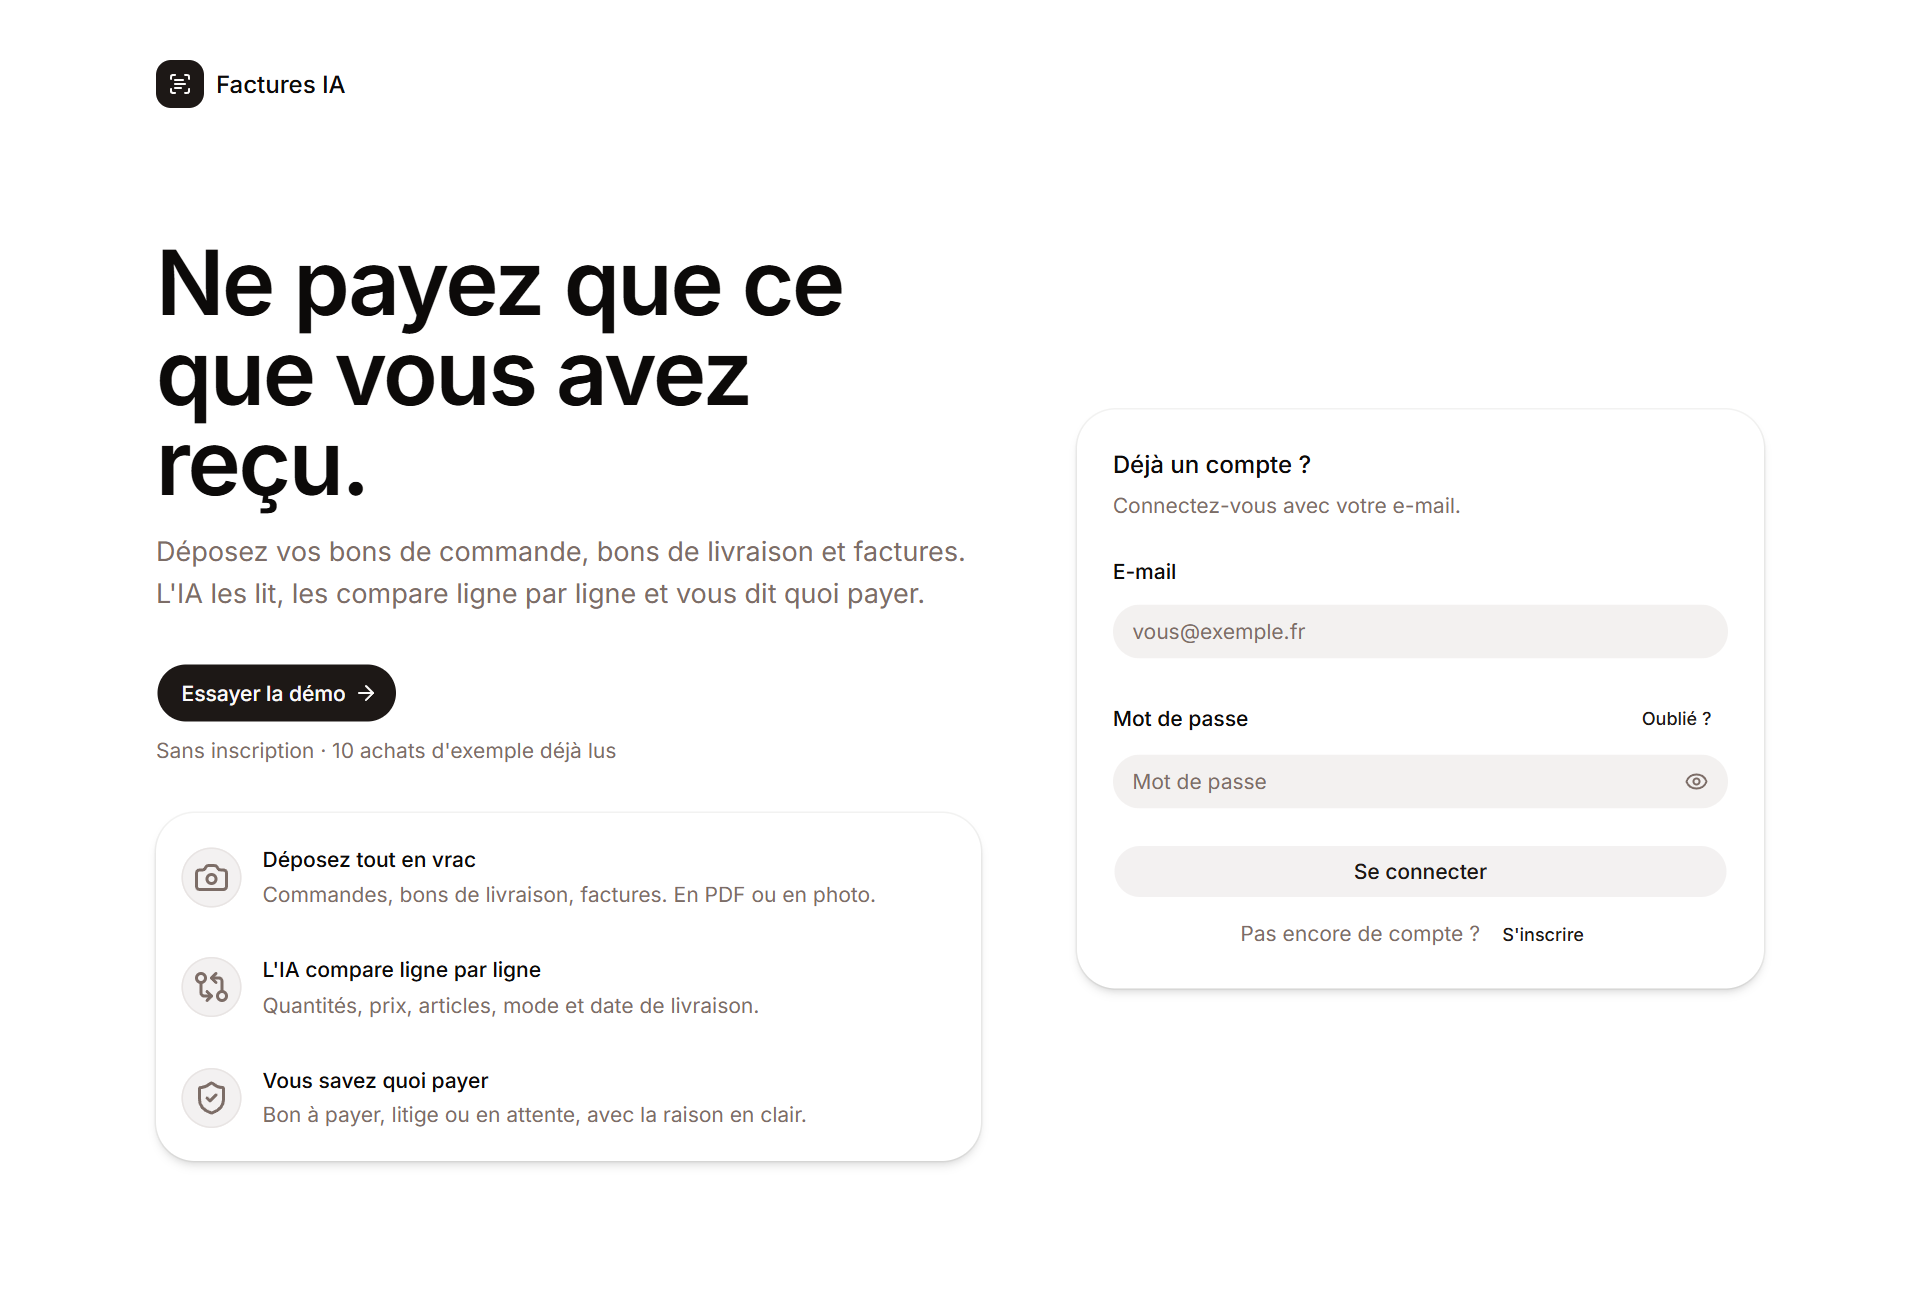 Factures IA
Ne payez que ce
que vous avez
reçu.
Déposez vos bons de commande, bons de livraison et factures.
L'IA les lit, les compare ligne par ligne et vous dit quoi payer.
Essayer la démo →
Sans inscription · 10 achats d'exemple déjà lus
Déposez tout en vrac
Commandes, bons de livraison, factures. En PDF ou en photo.
L'IA compare ligne par ligne
Quantités, prix, articles, mode et date de livraison.
Vous savez quoi payer
Bon à payer, litige ou en attente, avec la raison en clair.
Déjà un compte ?
Connectez-vous avec votre e-mail.
E-mail
vous@exemple.fr
Mot de passe Oublié ?
Mot de passe
Se connecter
Pas encore de compte ? S'inscrire